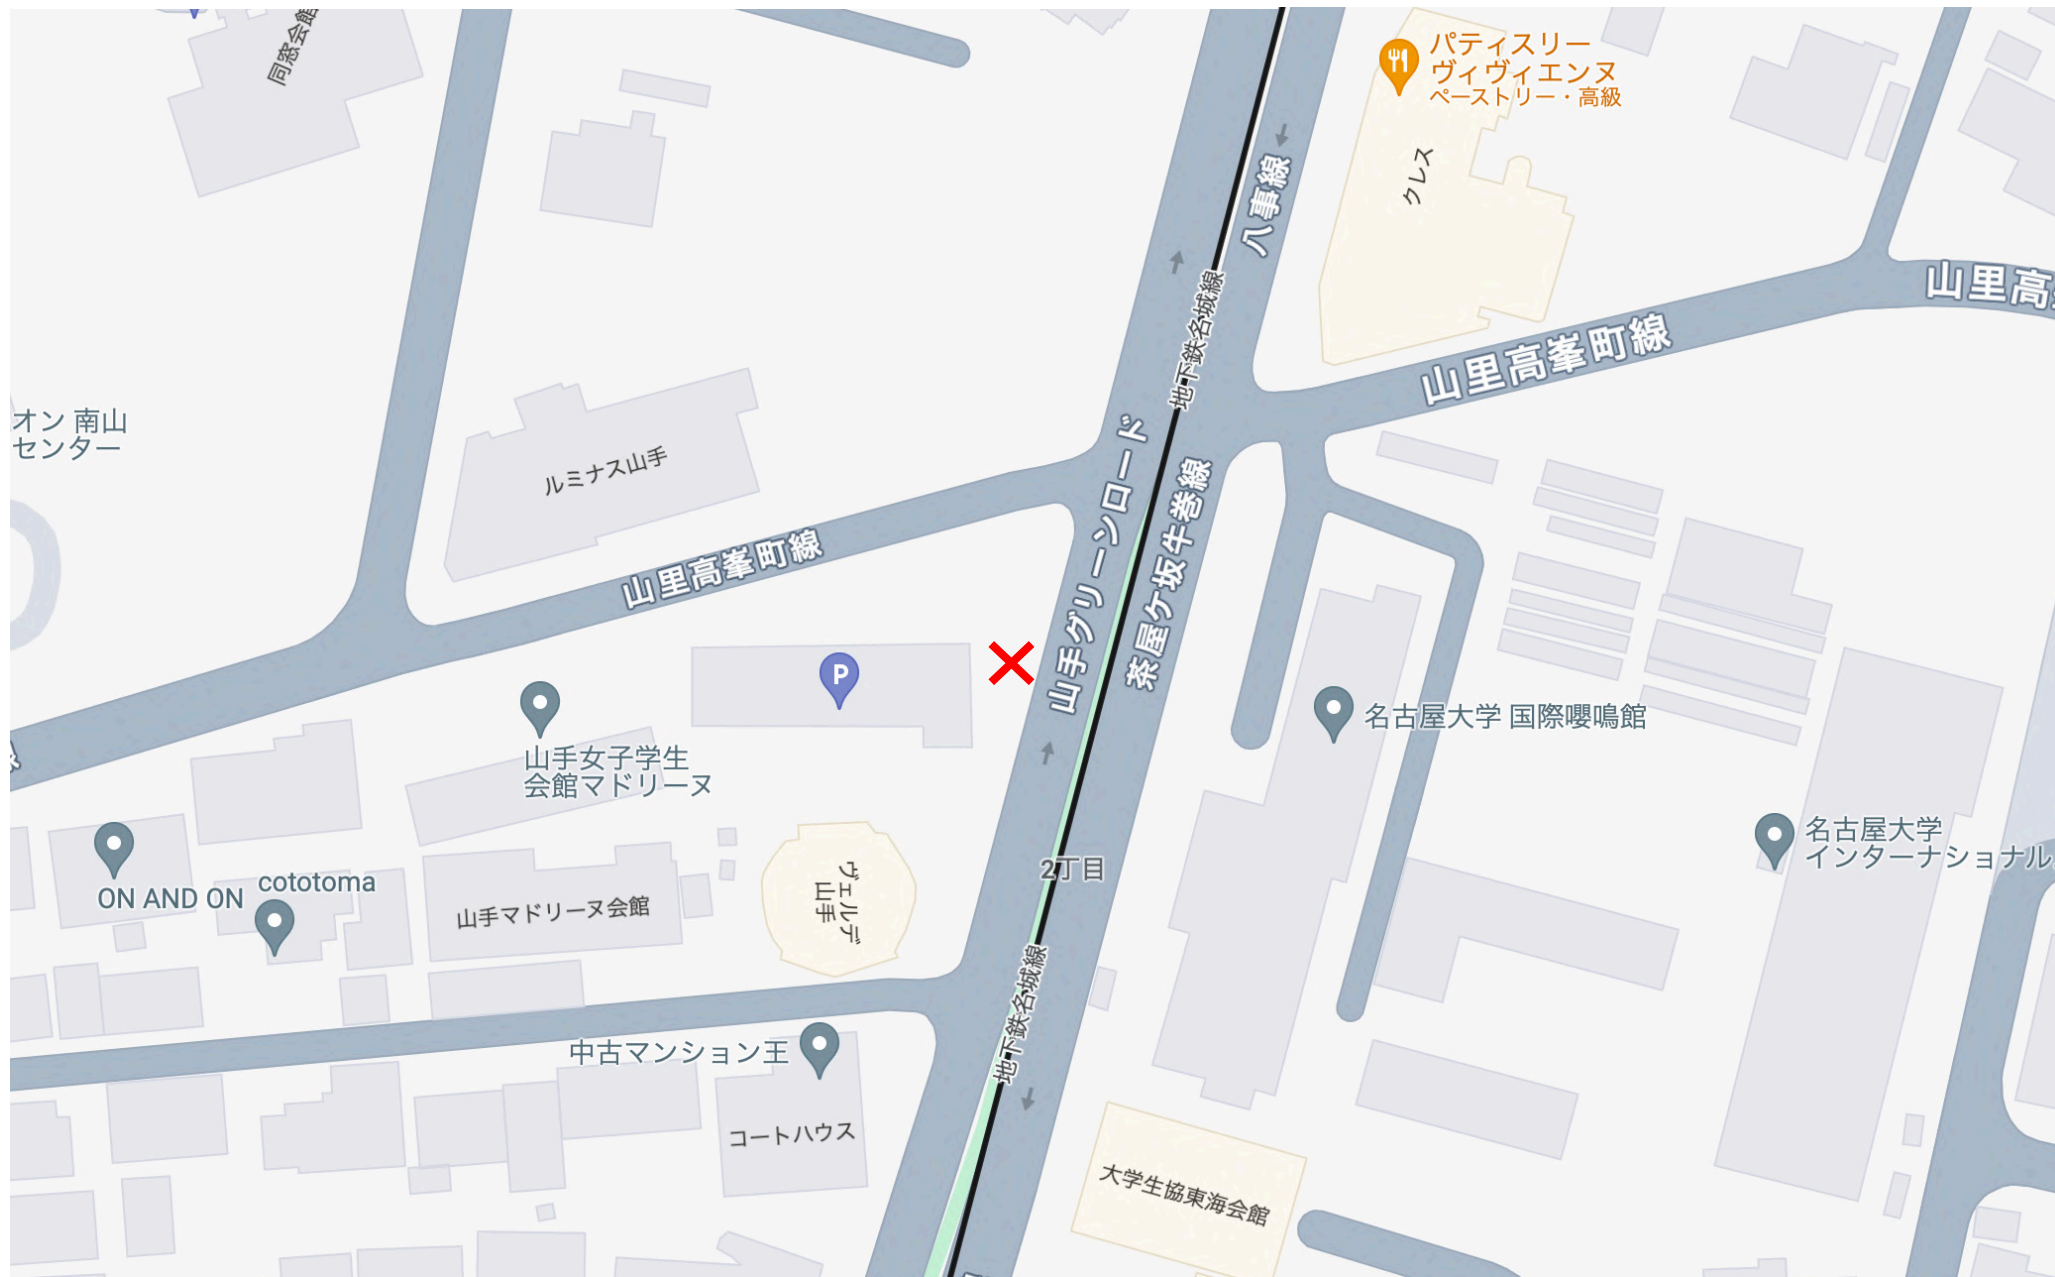 同窓会館
パティスリー
ヴィヴィエンヌ
ペーストリー・高級
クレス
八事線
地下鉄名城線
山里高
山里高峯町線
オン 南山
センター
ルミナス山手
山手グリーンロード
茶屋ケ坂牛巻線
山里高峯町線
P
名古屋大学 国際嚶鳴館
山手女子学生
会館マドリーヌ
線
名古屋大学
インターナショナル
ON AND ON
cototoma
山手マドリーヌ会館
ヴェルデ
山手
2丁目
地下鉄名城線
中古マンション王
コートハウス
大学生協東海会館